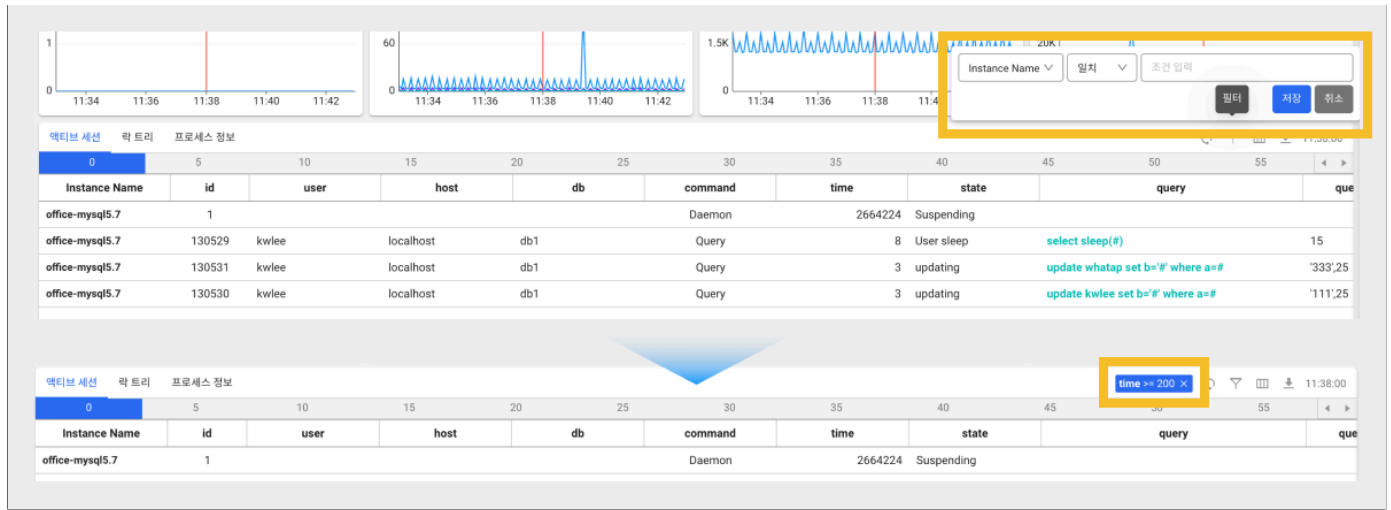 1
0
11:34 11:36 11:38 11:40 11:42
60
0
11:34 11:36 11:38 11:40 11:42
1.5K
0
11:34 11:36 11:38
20K
Instance Name 일치 조건 입력
필터 저장 취소
액티브 세션 락 트리 프로세스 정보 11:38:00
0 5 10 15 20 25 30 35 40 45 50 55
Instance Name id user host db command time state query que
office-mysql5.7 1 Daemon 2664224 Suspending
office-mysql5.7 130529 kwlee localhost db1 Query 8 User sleep select sleep(#) 15
office-mysql5.7 130531 kwlee localhost db1 Query 3 updating update whatap set b='#' where a=# '333',25
office-mysql5.7 130530 kwlee localhost db1 Query 3 updating update kwlee set b='#' where a=# '111',25
액티브 세션 락 트리 프로세스 정보 time >= 200 × 11:38:00
0 5 10 15 20 25 30 35 40 45 50 55
Instance Name id user host db command time state query que
office-mysql5.7 1 Daemon 2664224 Suspending